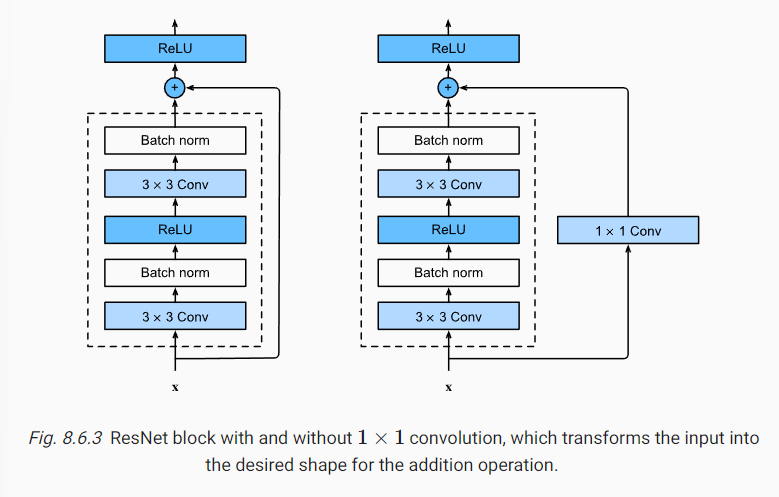 ReLU
+
Batch norm
3 × 3 Conv
ReLU
Batch norm
3 × 3 Conv
x
ReLU
+
Batch norm
3 × 3 Conv
ReLU
Batch norm
3 × 3 Conv
1 × 1 Conv
x
Fig. 8.6.3 ResNet block with and without 1 × 1 convolution, which transforms the input into
the desired shape for the addition operation.